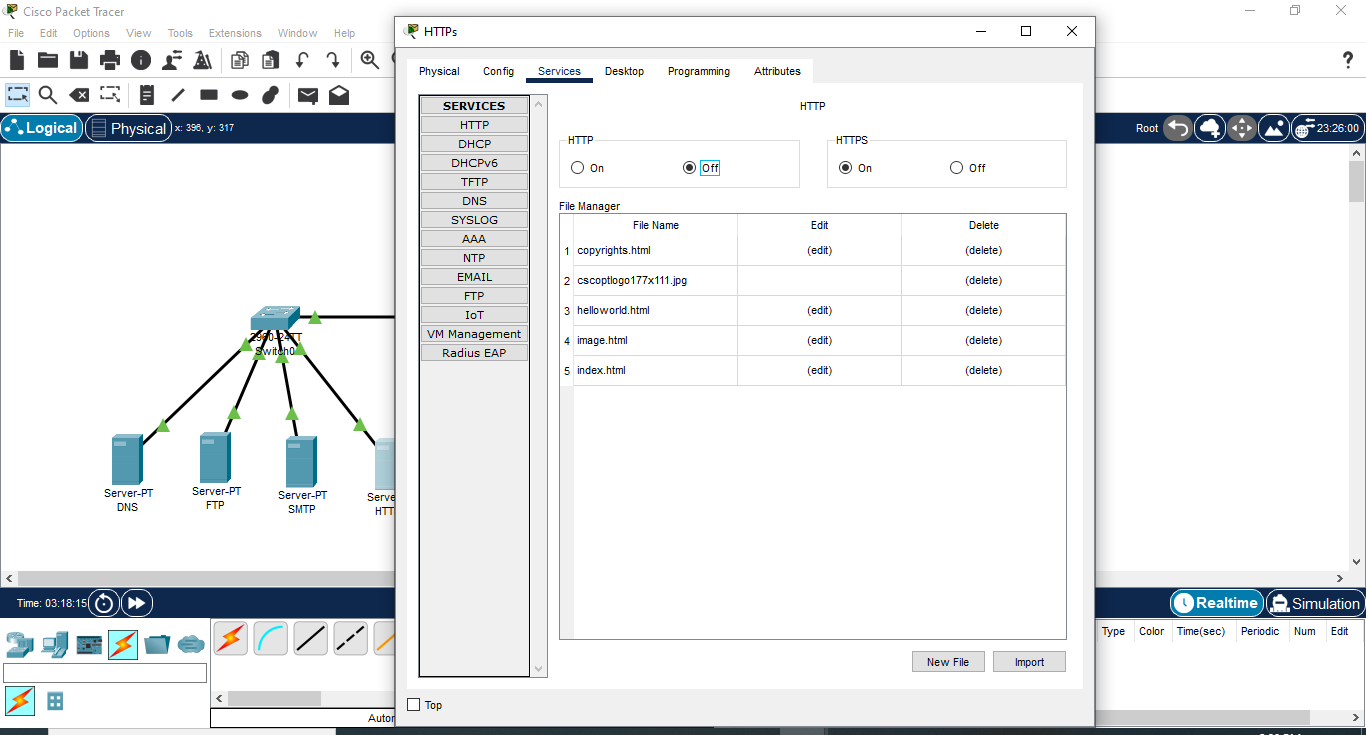 Cisco Packet Tracer
File Edit Options View Tools Extensions Window Help
Logical
Physical
x: 396, y: 317
Root
23:26:00
2960-24TT
Switch0
Server-PT
DNS
Server-PT
FTP
Server-PT
SMTP
Serve
HTT
HTTPs
Physical Config Services Desktop Programming Attributes
SERVICES
HTTP
DHCP
DHCPv6
TFTP
DNS
SYSLOG
AAA
NTP
EMAIL
FTP
IoT
VM Management
Radius EAP
HTTP
HTTP
On Off
HTTPS
On Off
File Manager
File Name Edit Delete
1 copyrights.html (edit) (delete)
2 cscoptlogo177x111.jpg (delete)
3 helloworld.html (edit) (delete)
4 image.html (edit) (delete)
5 index.html (edit) (delete)
New File Import
Top
Time: 03:18:15
Realtime
Simulation
Type Color Time(sec) Periodic Num Edit
Autor